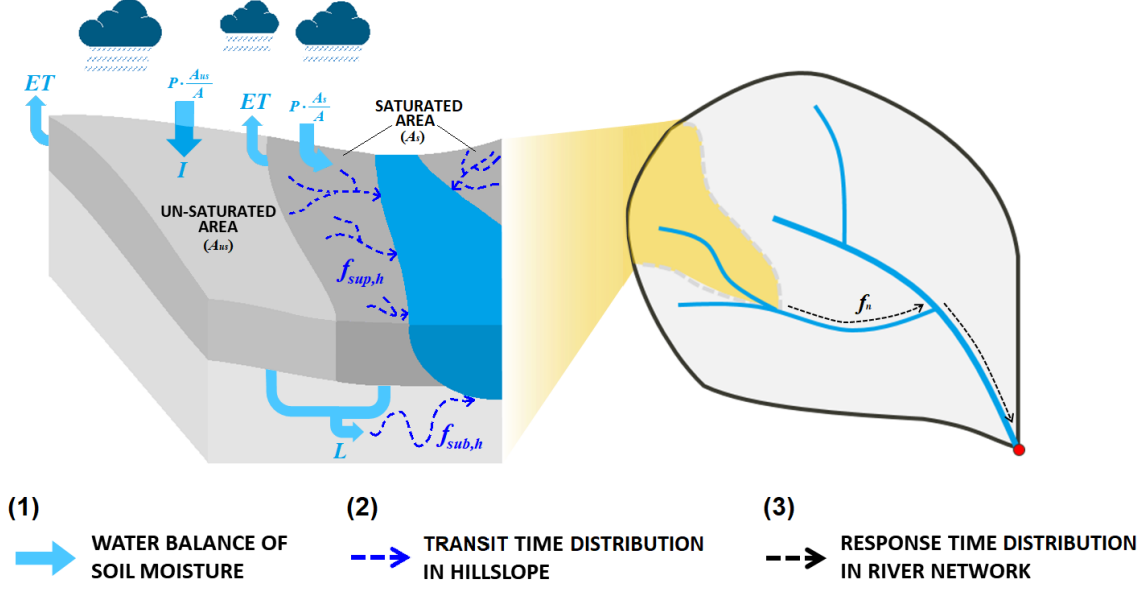 ET
P · Aus/A
ET
P · As/A
SATURATED
AREA
(As)
I
UN-SATURATED
AREA
(Aus)
fsup,h
fn
fsub,h
L
(1)
WATER BALANCE OF
SOIL MOISTURE
(2)
TRANSIT TIME DISTRIBUTION
IN HILLSLOPE
(3)
RESPONSE TIME DISTRIBUTION
IN RIVER NETWORK